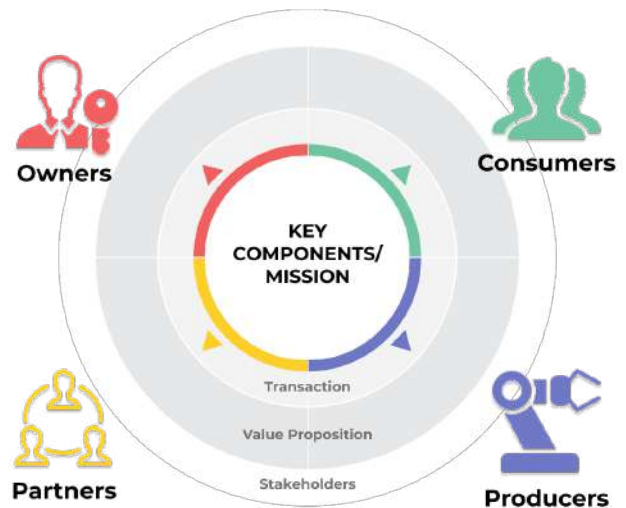 Owners
Consumers
KEY
COMPONENTS/
MISSION
Transaction
Value Proposition
Stakeholders
Partners
Producers